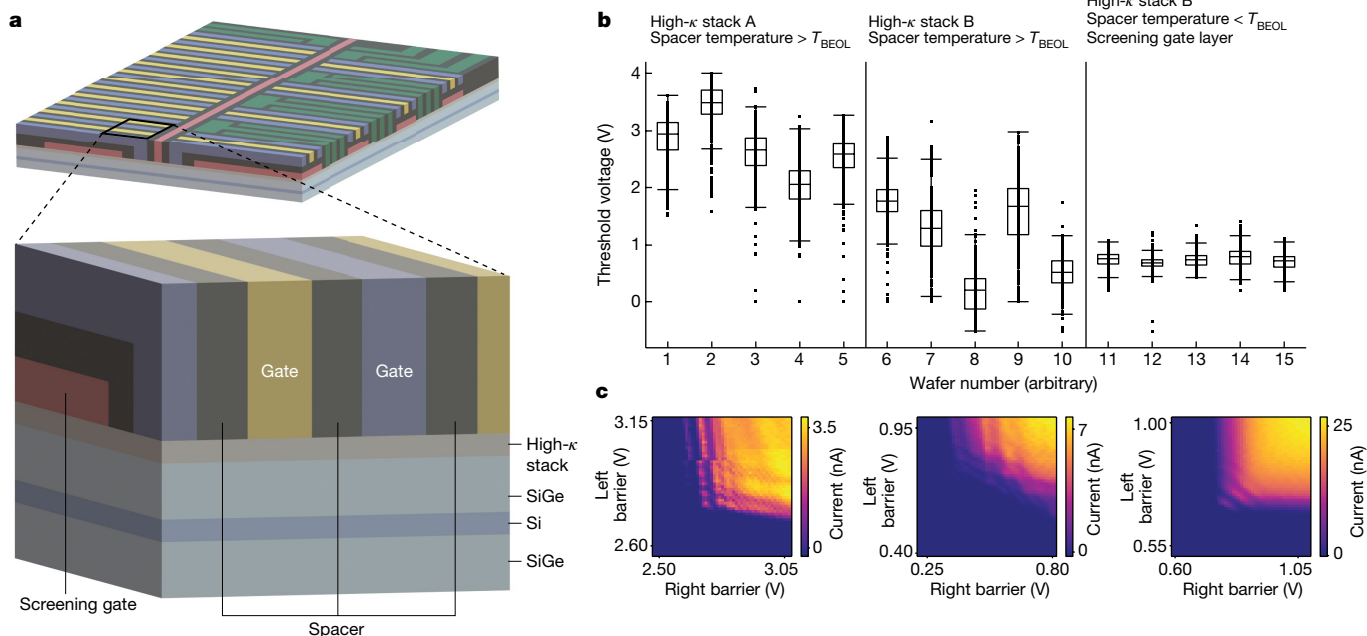 a
Gate
Gate
High-κ
stack
SiGe
Si
SiGe
Screening gate
Spacer
b
High-κ stack A
Spacer temperature > T_BEOL
High-κ stack B
Spacer temperature > T_BEOL
High-κ stack B
Spacer temperature < T_BEOL
Screening gate layer
Threshold voltage (V)
4
3
2
1
0
1 2 3 4 5 6 7 8 9 10 11 12 13 14 15
Wafer number (arbitrary)
c
Left
barrier (V)
3.15
2.60
2.50 3.05
Right barrier (V)
3.5
0
Current (nA)
Left
barrier (V)
0.95
0.40
0.25 0.80
Right barrier (V)
7
0
Current (nA)
Left
barrier (V)
1.00
0.55
0.60 1.05
Right barrier (V)
25
0
Current (nA)